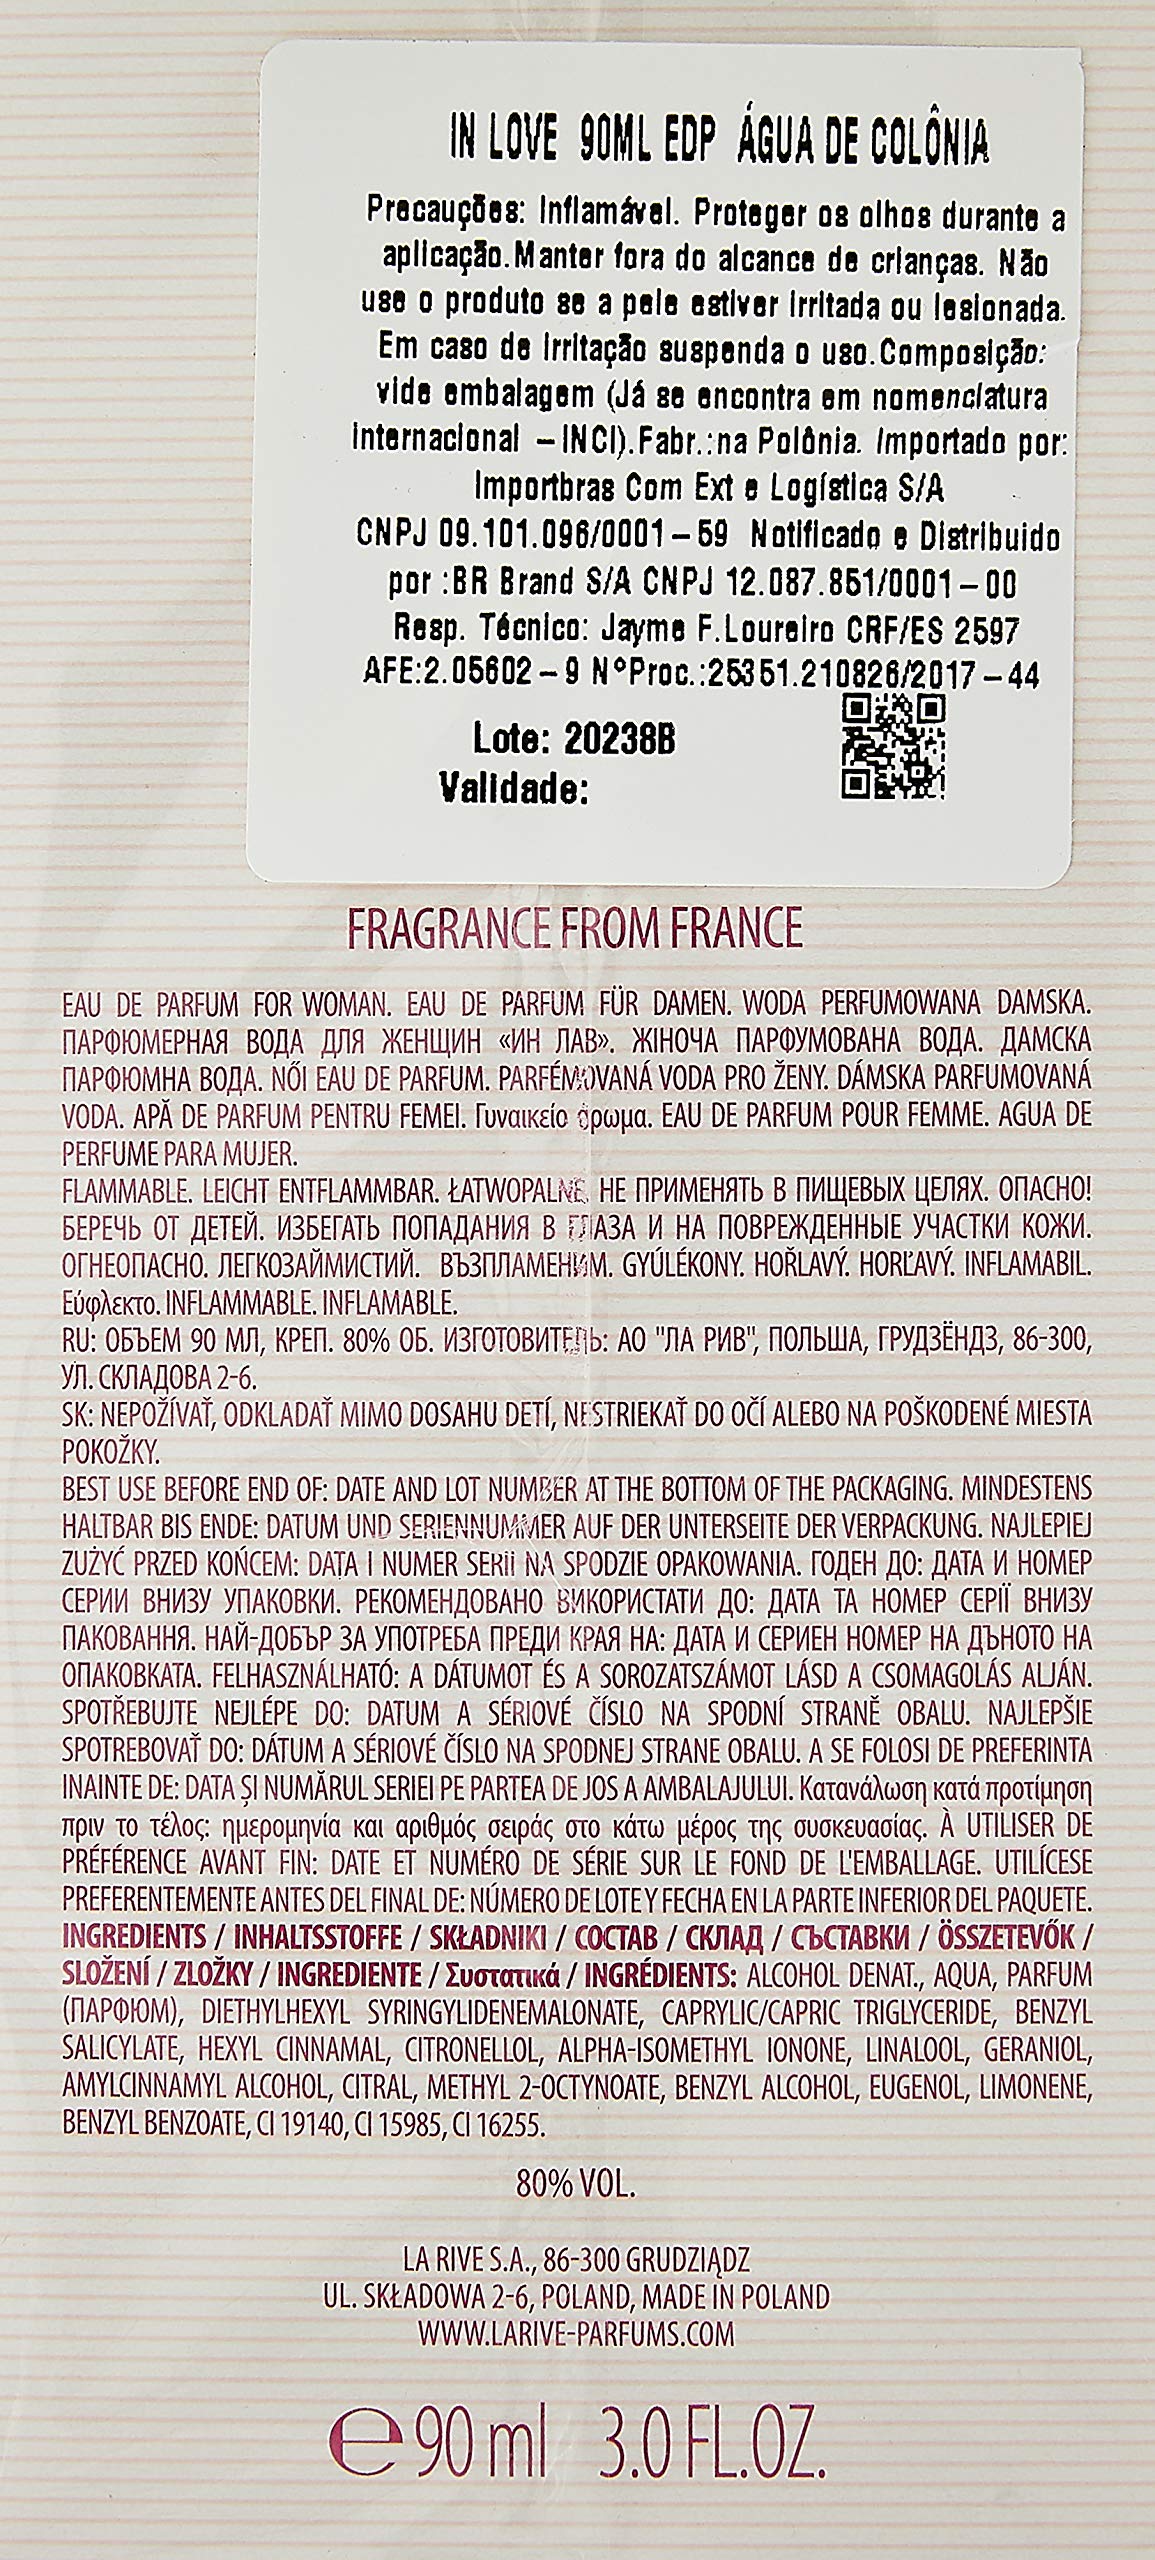 IN LOVE 90ML EDP ÁGUA DE COLÔNIA
Precauções: Inflamável. Proteger os olhos durante a
aplicação.Manter fora do alcance de crianças. Não
use o produto se a pele estiver irritada ou lesionada.
Em caso de irritação suspenda o uso.Composição:
vide embalagem (Já se encontra em nomenclatura
internacional –INCI).Fabr.:na Polônia. Importado por:
Importbras Com Ext e Logística S/A
CNPJ 09.101.096/0001–59 Notificado e Distribuido
por :BR Brand S/A CNPJ 12.087.851/0001–00
Resp. Técnico: Jayme F.Loureiro CRF/ES 2597
AFE:2.05602–9 N°Proc.:25351.210826/2017–44
Lote: 20238B
Validade:
FRAGRANCE FROM FRANCE
EAU DE PARFUM FOR WOMAN. EAU DE PARFUM FÜR DAMEN. WODA PERFUMOWANA DAMSKA.
ПАРФЮМЕРНАЯ ВОДА ДЛЯ ЖЕНЩИН «ИН ЛАВ». ЖІНОЧА ПАРФУМОВАНА ВОДА. ДАМСКА
ПАРФЮМНА ВОДА. NŐI EAU DE PARFUM. PARFÉMOVANÁ VODA PRO ŽENY. DÁMSKA PARFUMOVANÁ
VODA. APĂ DE PARFUM PENTRU FEMEI. Γυναικείο άρωμα. EAU DE PARFUM POUR FEMME. AGUA DE
PERFUME PARA MUJER.
FLAMMABLE. LEICHT ENTFLAMMBAR. ŁATWOPALNE. НЕ ПРИМЕНЯТЬ В ПИЩЕВЫХ ЦЕЛЯХ. ОПАСНО!
БЕРЕЧЬ ОТ ДЕТЕЙ. ИЗБЕГАТЬ ПОПАДАНИЯ В ГЛАЗА И НА ПОВРЕЖДЕННЫЕ УЧАСТКИ КОЖИ.
ОГНЕОПАСНО. ЛЕГКОЗАЙМИСТИЙ. ВЪЗПЛАМЕНИМ. GYÚLÉKONY. HOŘLAVÝ. HORĽAVÝ. INFLAMABIL.
Εύφλεκτο. INFLAMMABLE. INFLAMABLE.
RU: ОБЪЕМ 90 МЛ, КРЕП. 80% ОБ. ИЗГОТОВИТЕЛЬ: АО "ЛА РИВ", ПОЛЬША, ГРУДЗЁНДЗ, 86-300,
УЛ. СКЛАДОВА 2-6.
SK: NEPOŽÍVAŤ, ODKLADAŤ MIMO DOSAHU DETÍ, NESTRIEKAŤ DO OČÍ ALEBO NA POŠKODENÉ MIESTA
POKOŽKY.
BEST USE BEFORE END OF: DATE AND LOT NUMBER AT THE BOTTOM OF THE PACKAGING. MINDESTENS
HALTBAR BIS ENDE: DATUM UND SERIENNUMMER AUF DER UNTERSEITE DER VERPACKUNG. NAJLEPIEJ
ZUŻYĆ PRZED KOŃCEM: DATA I NUMER SERII NA SPODZIE OPAKOWANIA. ГОДЕН ДО: ДАТА И НОМЕР
СЕРИИ ВНИЗУ УПАКОВКИ. РЕКОМЕНДОВАНО ВИКОРИСТАТИ ДО: ДАТА ТА НОМЕР СЕРІЇ ВНИЗУ
ПАКОВАННЯ. НАЙ-ДОБЪР ЗА УПОТРЕБА ПРЕДИ КРАЯ НА: ДАТА И СЕРИЕН НОМЕР НА ДЪНОТО НА
ОПАКОВКАТА. FELHASZNÁLHATÓ: A DÁTUMOT ÉS A SOROZATSZÁMOT LÁSD A CSOMAGOLÁS ALJÁN.
SPOTŘEBUJTE NEJLÉPE DO: DATUM A SÉRIOVÉ ČÍSLO NA SPODNÍ STRANĚ OBALU. NAJLEPŠIE
SPOTREBOVAŤ DO: DÁTUM A SÉRIOVÉ ČÍSLO NA SPODNEJ STRANE OBALU. A SE FOLOSI DE PREFERINTA
INAINTE DE: DATA ȘI NUMĂRUL SERIEI PE PARTEA DE JOS A AMBALAJULUI. Κατανάλωση κατά προτίμηση
πριν το τέλος: ημερομηνία και αριθμός σειράς στο κάτω μέρος της συσκευασίας. À UTILISER DE
PRÉFÉRENCE AVANT FIN: DATE ET NUMÉRO DE SÉRIE SUR LE FOND DE L'EMBALLAGE. UTILÍCESE
PREFERENTEMENTE ANTES DEL FINAL DE: NÚMERO DE LOTE Y FECHA EN LA PARTE INFERIOR DEL PAQUETE.
INGREDIENTS / INHALTSSTOFFE / SKŁADNIKI / СОСТАВ / СКЛАД / СЪСТАВКИ / ÖSSZETEVŐK /
SLOŽENÍ / ZLOŽKY / INGREDIENTE / Συστατικά / INGRÉDIENTS: ALCOHOL DENAT., AQUA, PARFUM
(ПАРФЮМ), DIETHYLHEXYL SYRINGYLIDENEMALONATE, CAPRYLIC/CAPRIC TRIGLYCERIDE, BENZYL
SALICYLATE, HEXYL CINNAMAL, CITRONELLOL, ALPHA-ISOMETHYL IONONE, LINALOOL, GERANIOL,
AMYLCINNAMYL ALCOHOL, CITRAL, METHYL 2-OCTYNOATE, BENZYL ALCOHOL, EUGENOL, LIMONENE,
BENZYL BENZOATE, CI 19140, CI 15985, CI 16255.
80% VOL.
LA RIVE S.A., 86-300 GRUDZIĄDZ
UL. SKŁADOWA 2-6, POLAND, MADE IN POLAND
WWW.LARIVE-PARFUMS.COM
℮ 90 ml 3.0 FL.OZ.